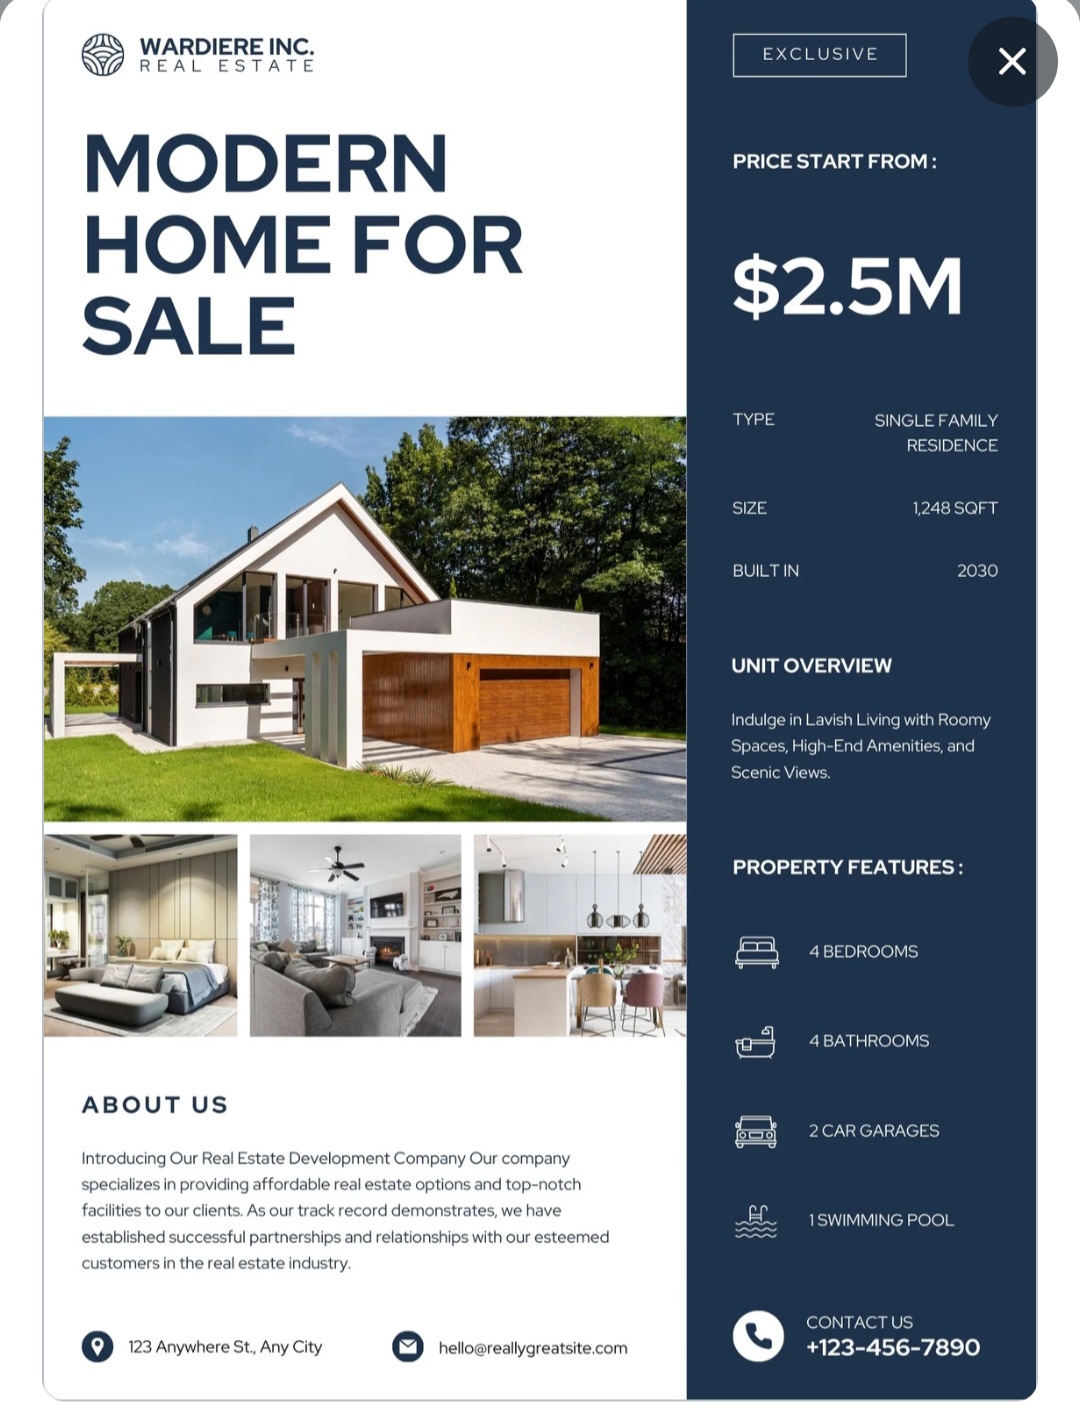 WARDIERE INC.
REAL ESTATE
MODERN
HOME FOR
SALE
ABOUT US
Introducing Our Real Estate Development Company Our company
specializes in providing affordable real estate options and top-notch
facilities to our clients. As our track record demonstrates, we have
established successful partnerships and relationships with our esteemed
customers in the real estate industry.
123 Anywhere St., Any City
hello@reallygreatsite.com
EXCLUSIVE
PRICE START FROM :
$2.5M
TYPE SINGLE FAMILY
RESIDENCE
SIZE 1,248 SQFT
BUILT IN 2030
UNIT OVERVIEW
Indulge in Lavish Living with Roomy
Spaces, High-End Amenities, and
Scenic Views.
PROPERTY FEATURES :
4 BEDROOMS
4 BATHROOMS
2 CAR GARAGES
1 SWIMMING POOL
CONTACT US
+123-456-7890